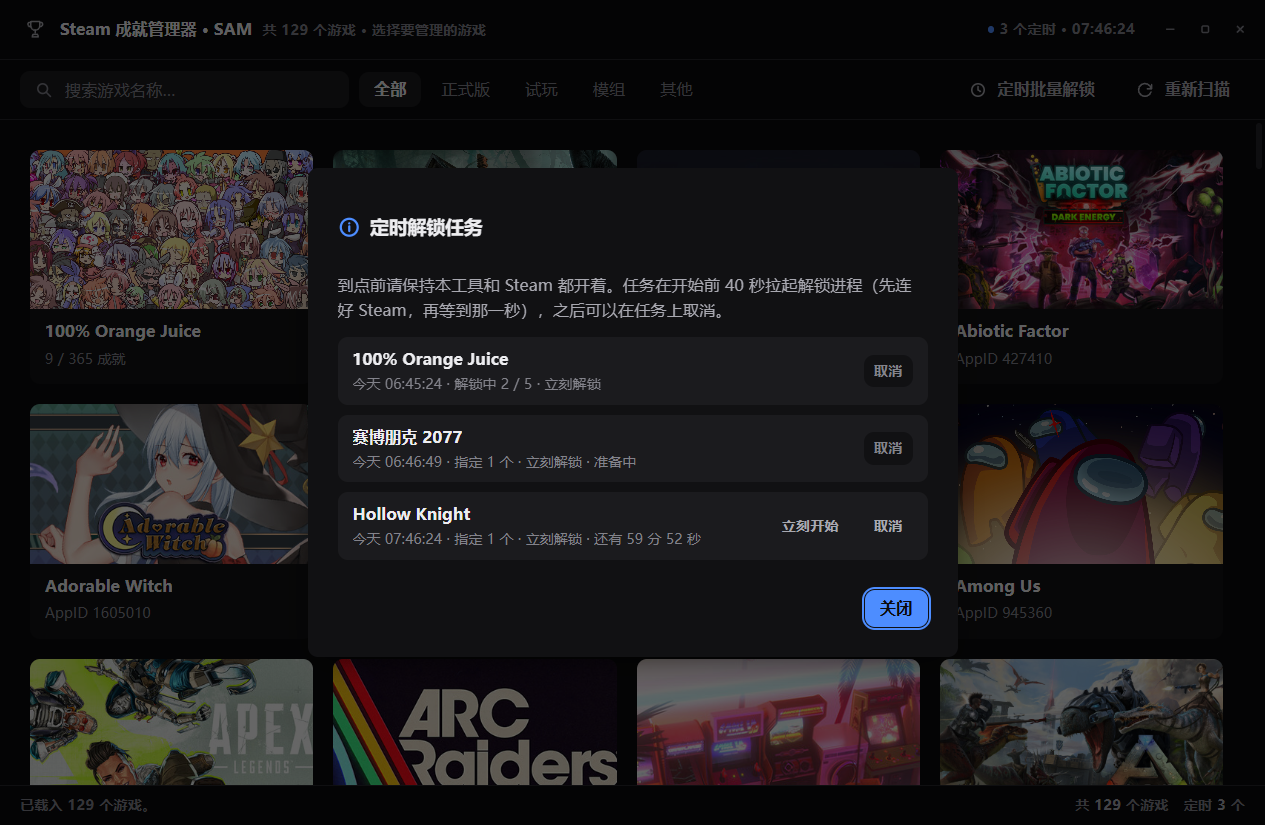 Steam 成就管理器 • SAM 共 129 个游戏 • 选择要管理的游戏
3 个定时 • 07:46:24
搜索游戏名称...
全部 正式版 试玩 模组 其他
定时批量解锁 重新扫描
ABIOTIC FACTOR
DARK ENERGY
定时解锁任务
到点前请保持本工具和 Steam 都开着。任务在开始前 40 秒拉起解锁进程（先连
好 Steam，再等到那一秒），之后可以在任务上取消。
100% Orange Juice
9 / 365 成就
Abiotic Factor
AppID 427410
100% Orange Juice
今天 06:45:24 · 解锁中 2 / 5 · 立刻解锁
取消
赛博朋克 2077
今天 06:46:49 · 指定 1 个 · 立刻解锁 · 准备中
取消
Hollow Knight
今天 07:46:24 · 指定 1 个 · 立刻解锁 · 还有 59 分 52 秒
立刻开始 取消
关闭
Adorable Witch
Adorable Witch
AppID 1605010
Among Us
AppID 945360
APEX
LEGENDS
ARC
Raiders
已载入 129 个游戏。
共 129 个游戏 定时 3 个